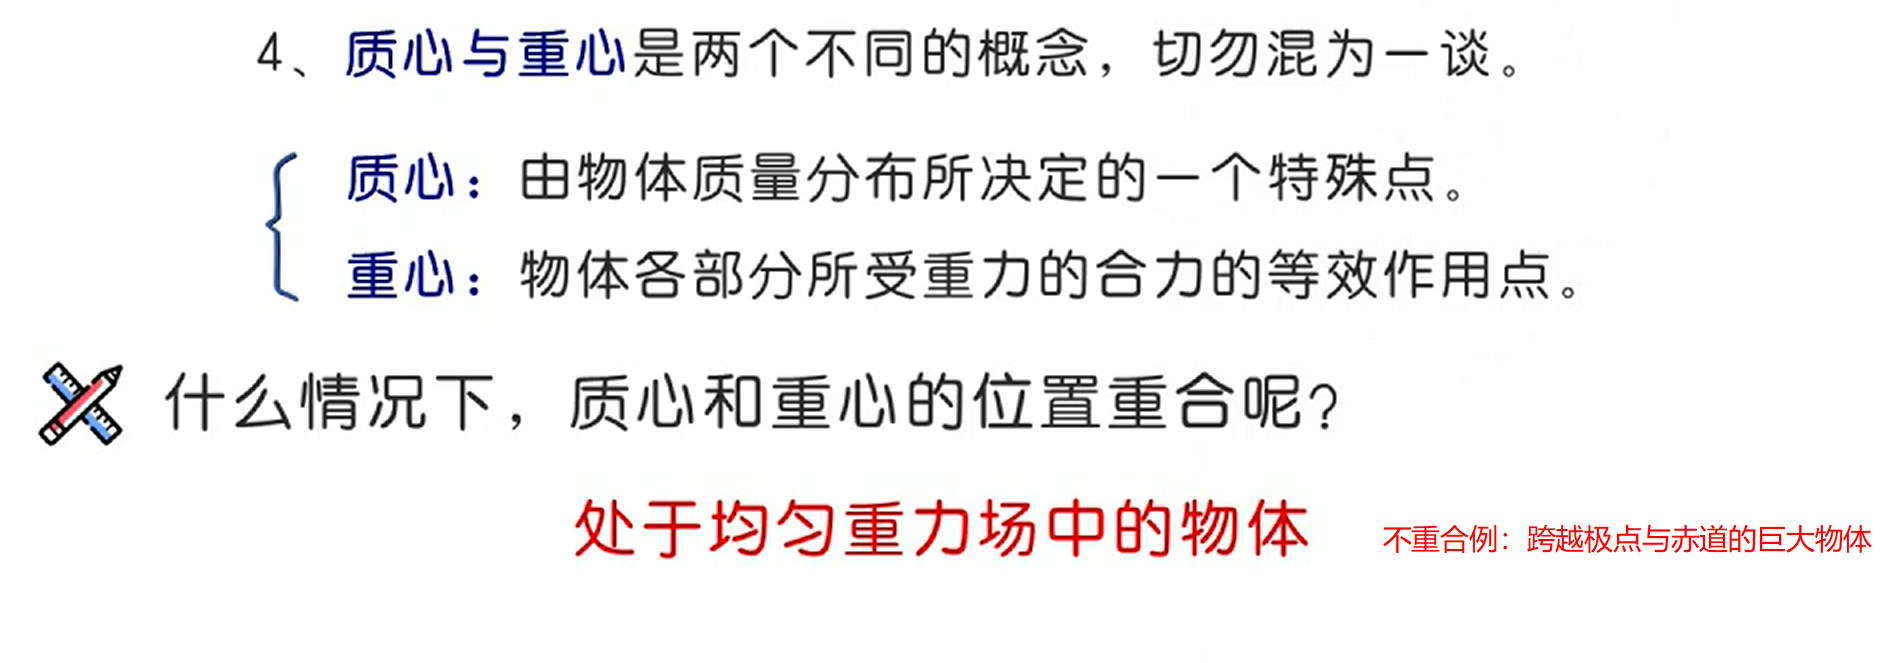 4、质心与重心是两个不同的概念，切勿混为一谈。
质心：由物体质量分布所决定的一个特殊点。
重心：物体各部分所受重力的合力的等效作用点。
什么情况下，质心和重心的位置重合呢？
处于均匀重力场中的物体
不重合例：跨越极点与赤道的巨大物体